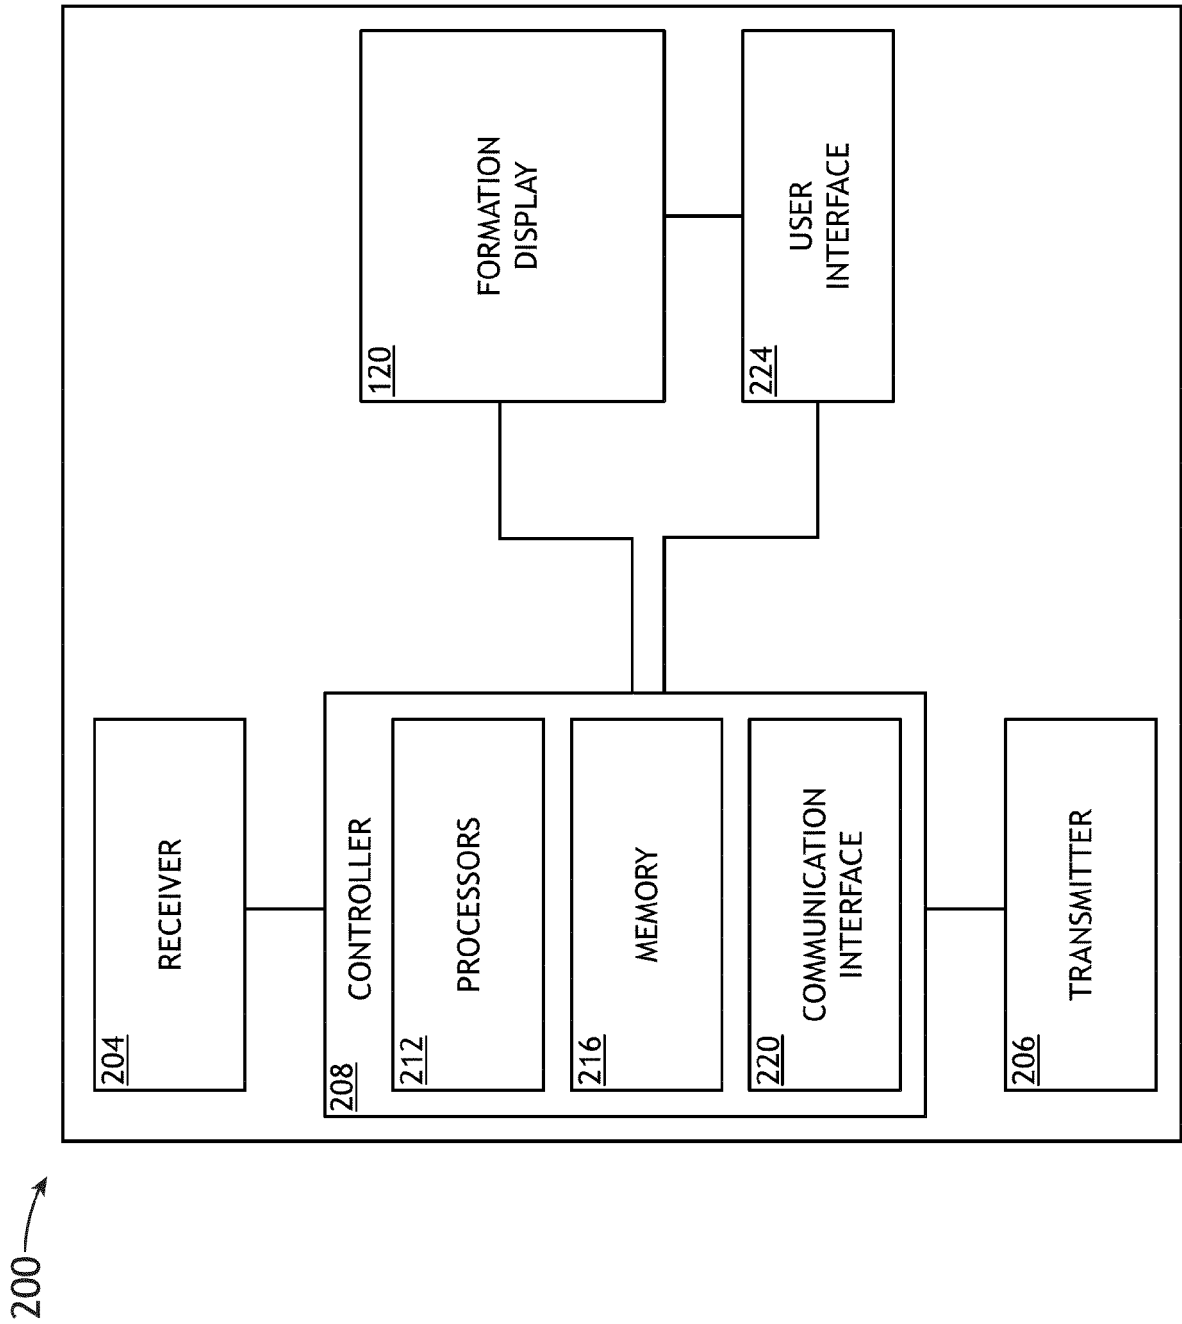 200
204
RECEIVER
208
CONTROLLER
212
PROCESSORS
216
MEMORY
220
COMMUNICATION
INTERFACE
206
TRANSMITTER
120
FORMATION
DISPLAY
224
USER
INTERFACE